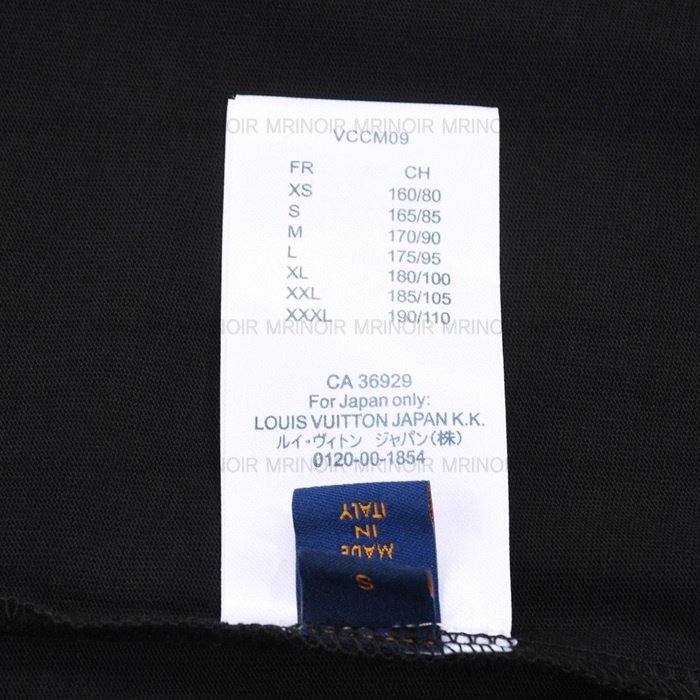 MRINOIR MRINOIR MRINOIR
VCCM09
FR CH
XS 160/80
S 165/85
M 170/90
L 175/95
XL 180/100
XXL 185/105
XXXL 190/110
MRINOIR MRINOIR MRINOIR
CA 36929
For Japan only:
LOUIS VUITTON JAPAN K.K.
ルイ・ヴィトン ジャパン(株)
0120-00-1854
MRINOIR MRINOIR MRINOIR
MADE
IN
ITALY
S